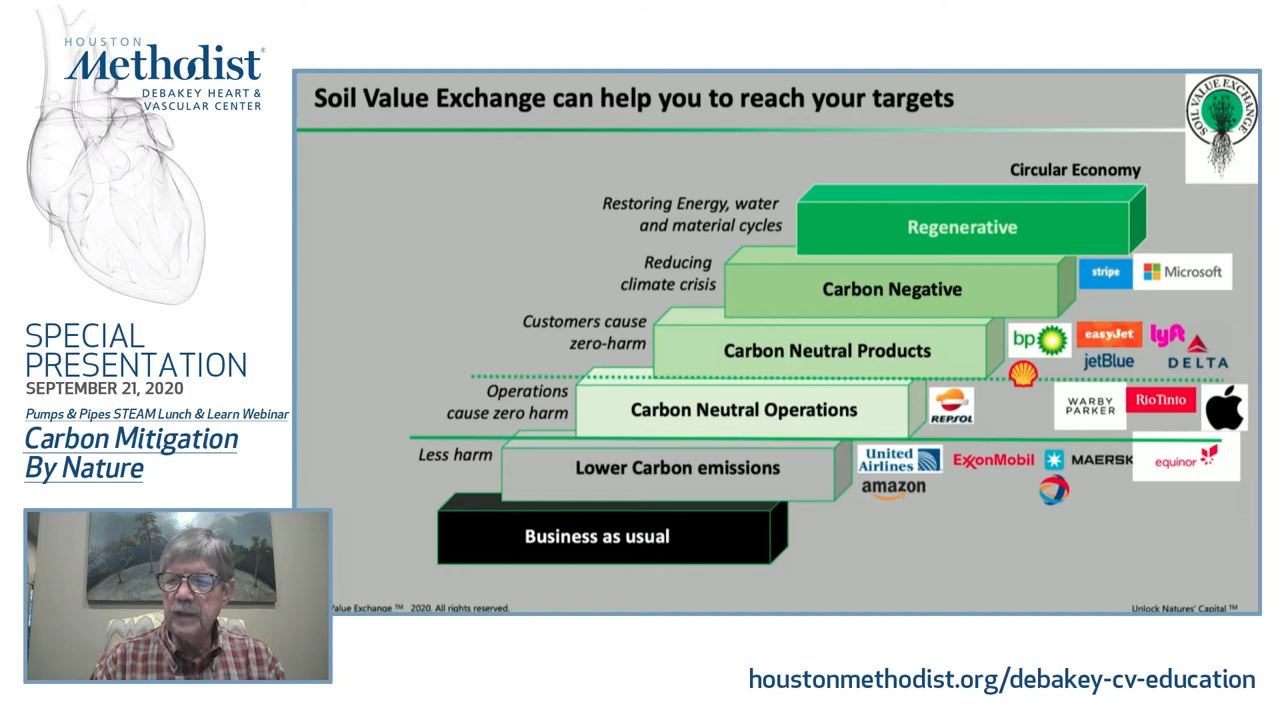 HOUSTON
Methodist®
DEBAKEY HEART &
VASCULAR CENTER
SPECIAL
PRESENTATION
SEPTEMBER 21, 2020
Pumps & Pipes STEAM Lunch & Learn Webinar
Carbon Mitigation
By Nature
Soil Value Exchange can help you to reach your targets
SOIL VALUE EXCHANGE
Circular Economy
Restoring Energy, water
and material cycles
Regenerative
Reducing
climate crisis
Carbon Negative
stripe
Microsoft
Customers cause
zero-harm
Carbon Neutral Products
bp
easyJet
lyft
jetBlue
DELTA
Operations
cause zero harm
Carbon Neutral Operations
REPSOL
WARBY
PARKER
RioTinto
Less harm
Lower Carbon emissions
United
Airlines
ExxonMobil
MAERSK
equinor
amazon
Business as usual
alue Exchange ™ 2020. All rights reserved.
Unlock Natures' Capital ™
houstonmethodist.org/debakey-cv-education